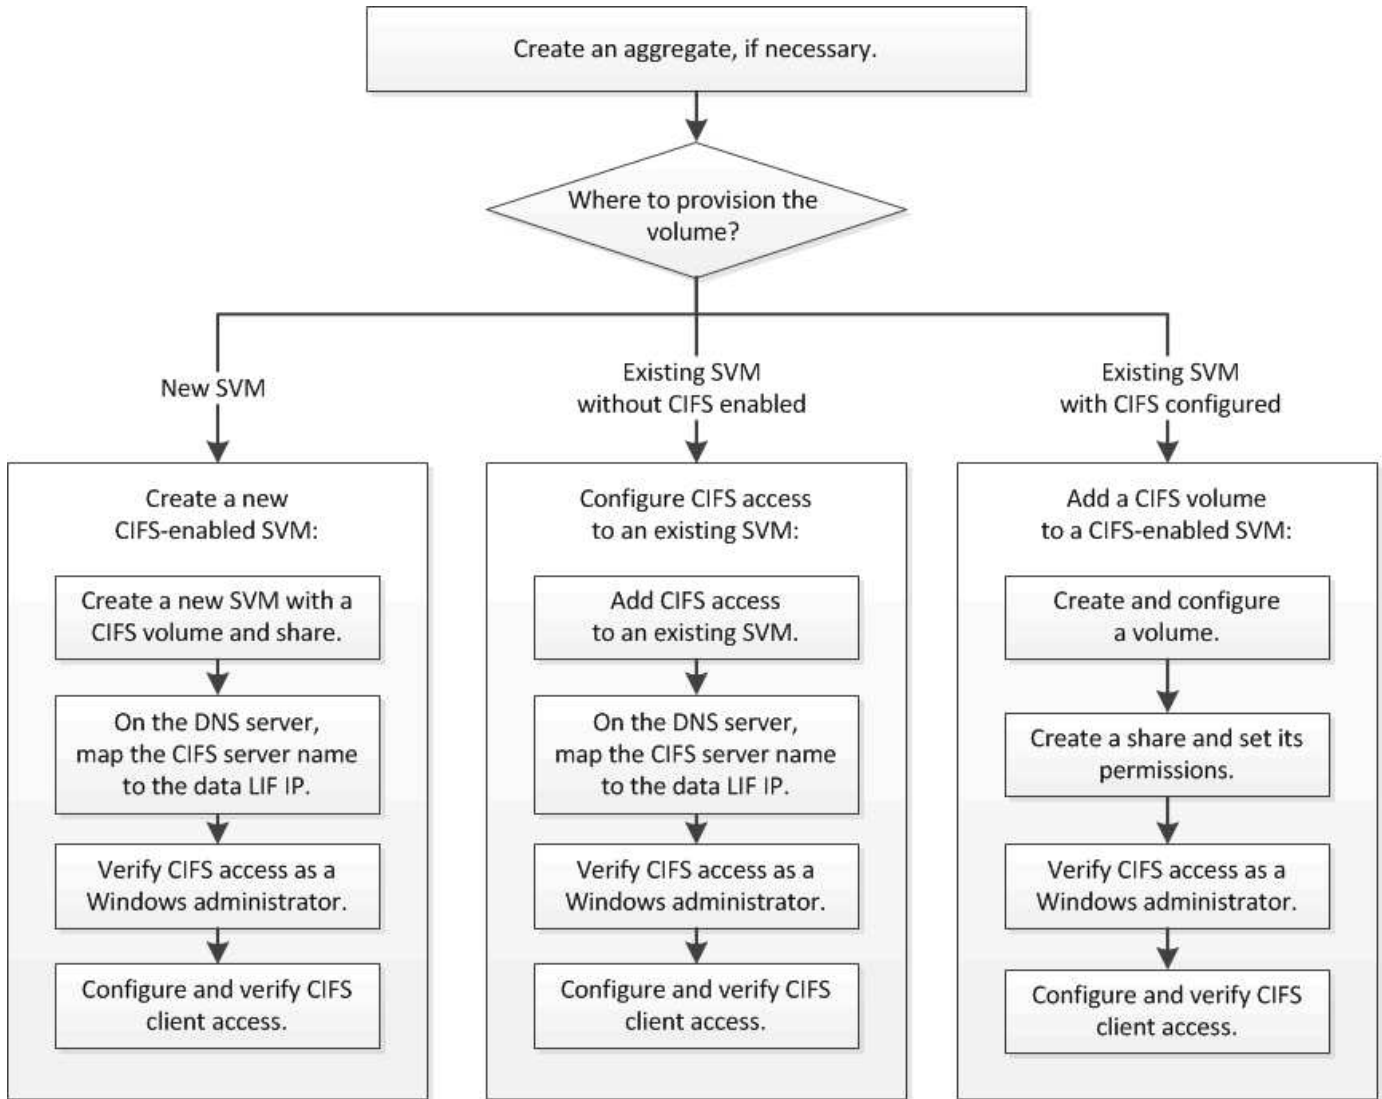 Create an aggregate, if necessary.
Where to provision the
volume?
New SVM
Existing SVM
without CIFS enabled
Existing SVM
with CIFS configured
Create a new
CIFS-enabled SVM:
Create a new SVM with a
CIFS volume and share.
On the DNS server,
map the CIFS server name
to the data LIF IP.
Verify CIFS access as a
Windows administrator.
Configure and verify CIFS
client access.
Configure CIFS access
to an existing SVM:
Add CIFS access
to an existing SVM.
On the DNS server,
map the CIFS server name
to the data LIF IP.
Verify CIFS access as a
Windows administrator.
Configure and verify CIFS
client access.
Add a CIFS volume
to a CIFS-enabled SVM:
Create and configure
a volume.
Create a share and set its
permissions.
Verify CIFS access as a
Windows administrator.
Configure and verify CIFS
client access.